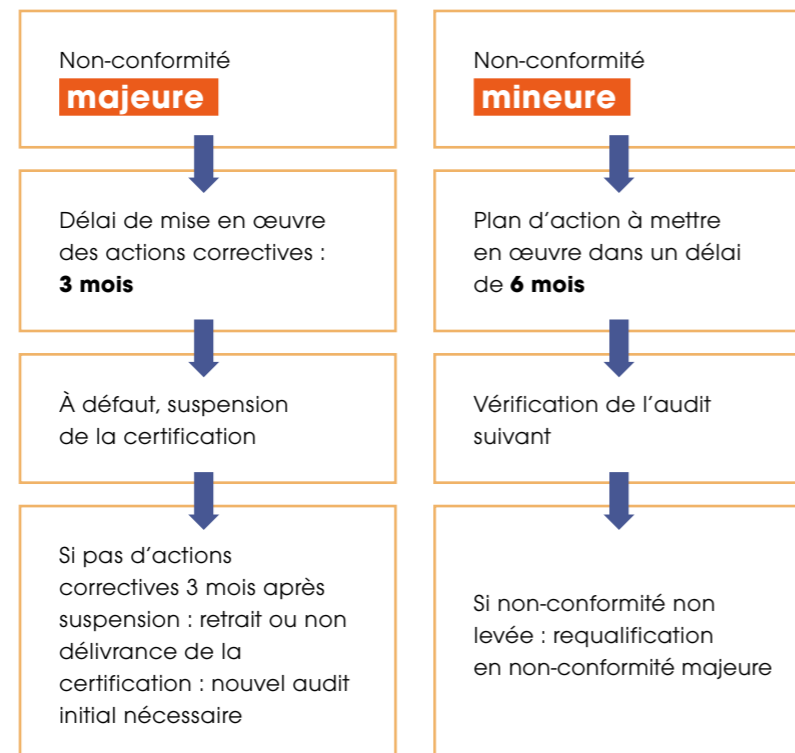 Non-conformité
majeure
Délai de mise en œuvre
des actions correctives :
3 mois
À défaut, suspension
de la certification
Si pas d’actions
correctives 3 mois après
suspension : retrait ou non
délivrance de la
certification : nouvel audit
initial nécessaire
Non-conformité
mineure
Plan d’action à mettre
en œuvre dans un délai
de 6 mois
Vérification de l’audit
suivant
Si non-conformité non
levée : requalification
en non-conformité majeure